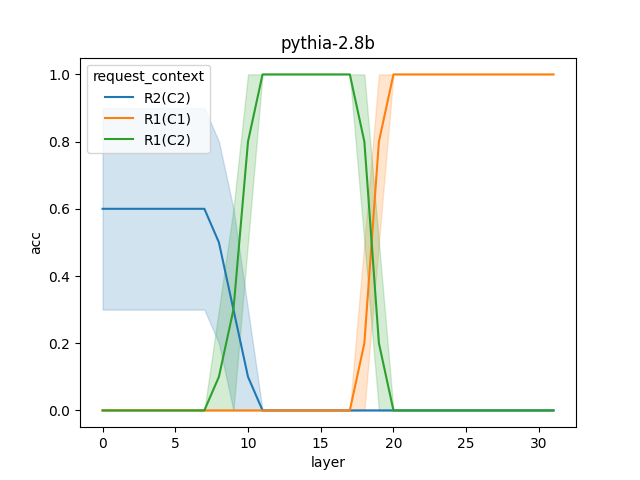 pythia-2.8b
request_context
R2(C2)
R1(C1)
R1(C2)
1.0
0.8
0.6
0.4
0.2
0.0
acc
0 5 10 15 20 25 30
layer